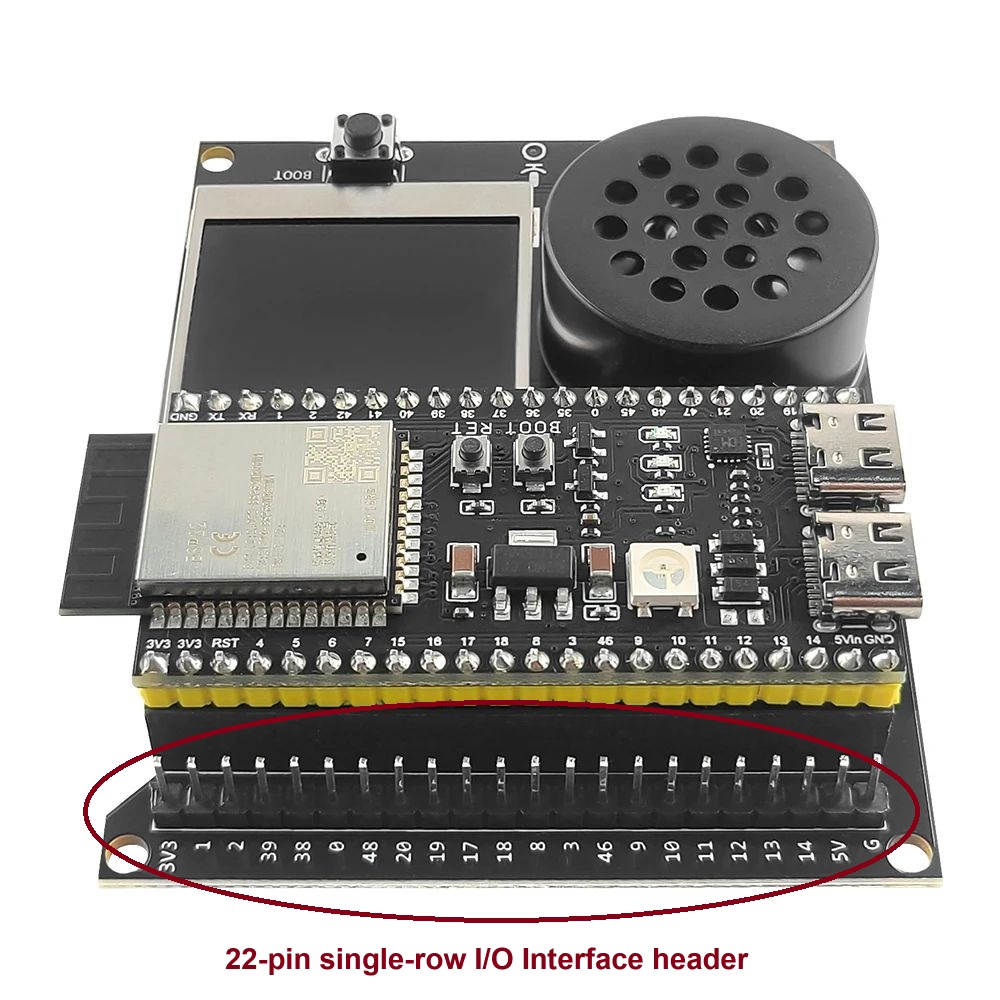 BOOT
OK
GND TX RX 1 2 42 41 40 39 38 37 36 35 0 45 48 47 21 20 19
BOOT RET
CE
3V3 3V3 RST 4 5 6 7 15 16 17 18 8 3 46 9 10 11 12 13 14 5Vin GND
3V3 1 2 39 38 0 48 20 19 17 18 8 3 46 9 10 11 12 13 14 5V G
22-pin single-row I/O Interface header